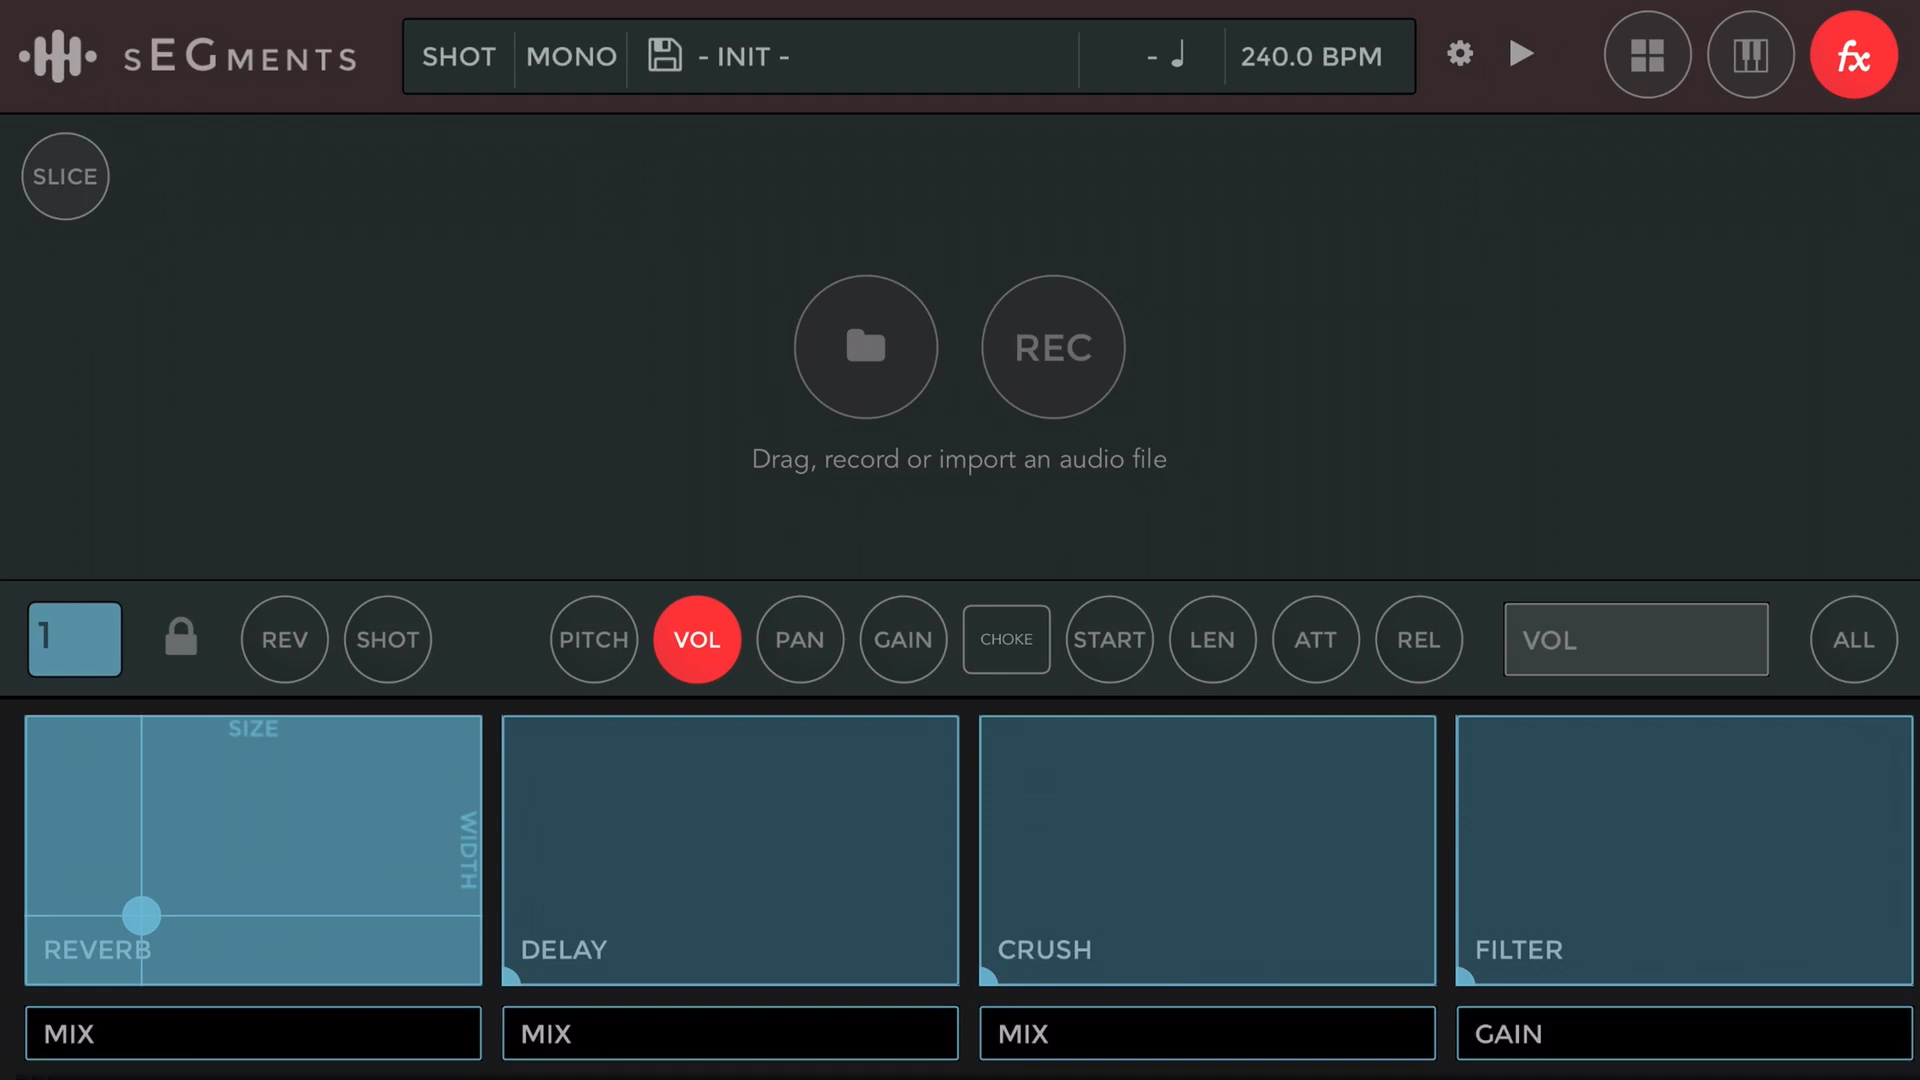 sEGMENTS SHOT MONO - INIT - - ♩ 240.0 BPM fx
SLICE
REC
Drag, record or import an audio file
1 REV SHOT PITCH VOL PAN GAIN CHOKE START LEN ATT REL VOL ALL
SIZE
WIDTH
REVERB DELAY CRUSH FILTER
MIX MIX MIX GAIN